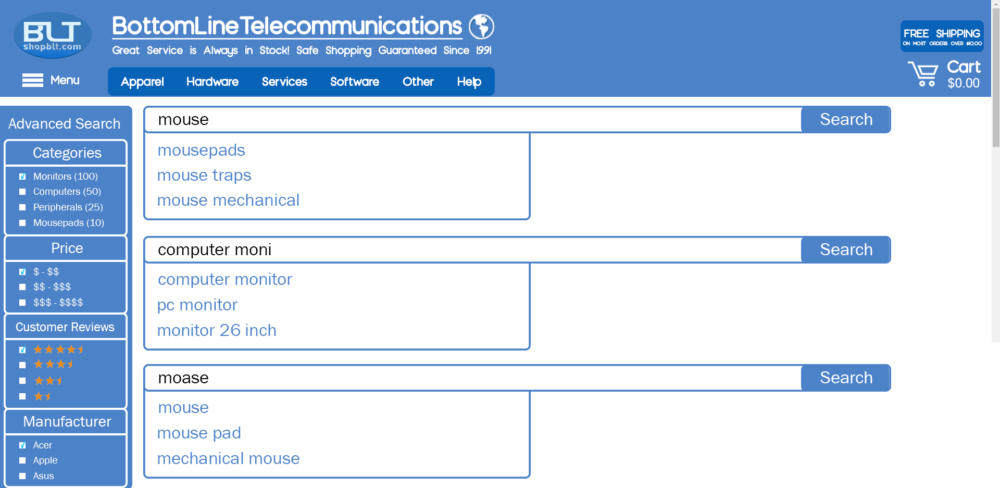 BLT
shopblt.com
BottomLineTelecommunications
Great Service is Always in Stock! Safe Shopping Guaranteed Since 1991
FREE SHIPPING
ON MOST ORDERS OVER $10.00
Menu
Apparel Hardware Services Software Other Help
Cart
$0.00
Advanced Search
Categories
Monitors (100)
Computers (50)
Peripherals (25)
Mousepads (10)
Price
$ - $$
$$ - $$$
$$$ - $$$$
Customer Reviews
Manufacturer
Acer
Apple
Asus
mouse Search
mousepads
mouse traps
mouse mechanical
computer moni Search
computer monitor
pc monitor
monitor 26 inch
moase Search
mouse
mouse pad
mechanical mouse